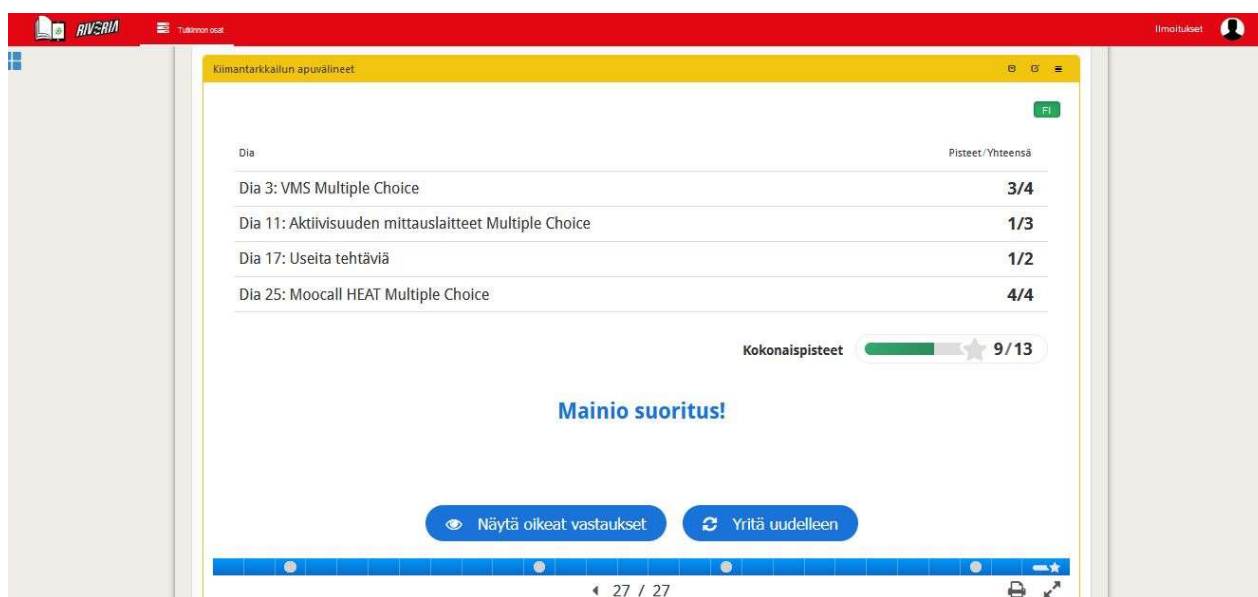 RIVERIA Tutkinnon osat Ilmoitukset
Kiimantarkkailun apuvälineet
FI
Dia Pisteet/Yhteensä
Dia 3: VMS Multiple Choice 3/4
Dia 11: Aktiivisuuden mittauslaitteet Multiple Choice 1/3
Dia 17: Useita tehtäviä 1/2
Dia 25: Moocall HEAT Multiple Choice 4/4
Kokonaispisteet 9/13
Mainio suoritus!
Näytä oikeat vastaukset Yritä uudelleen
27 / 27